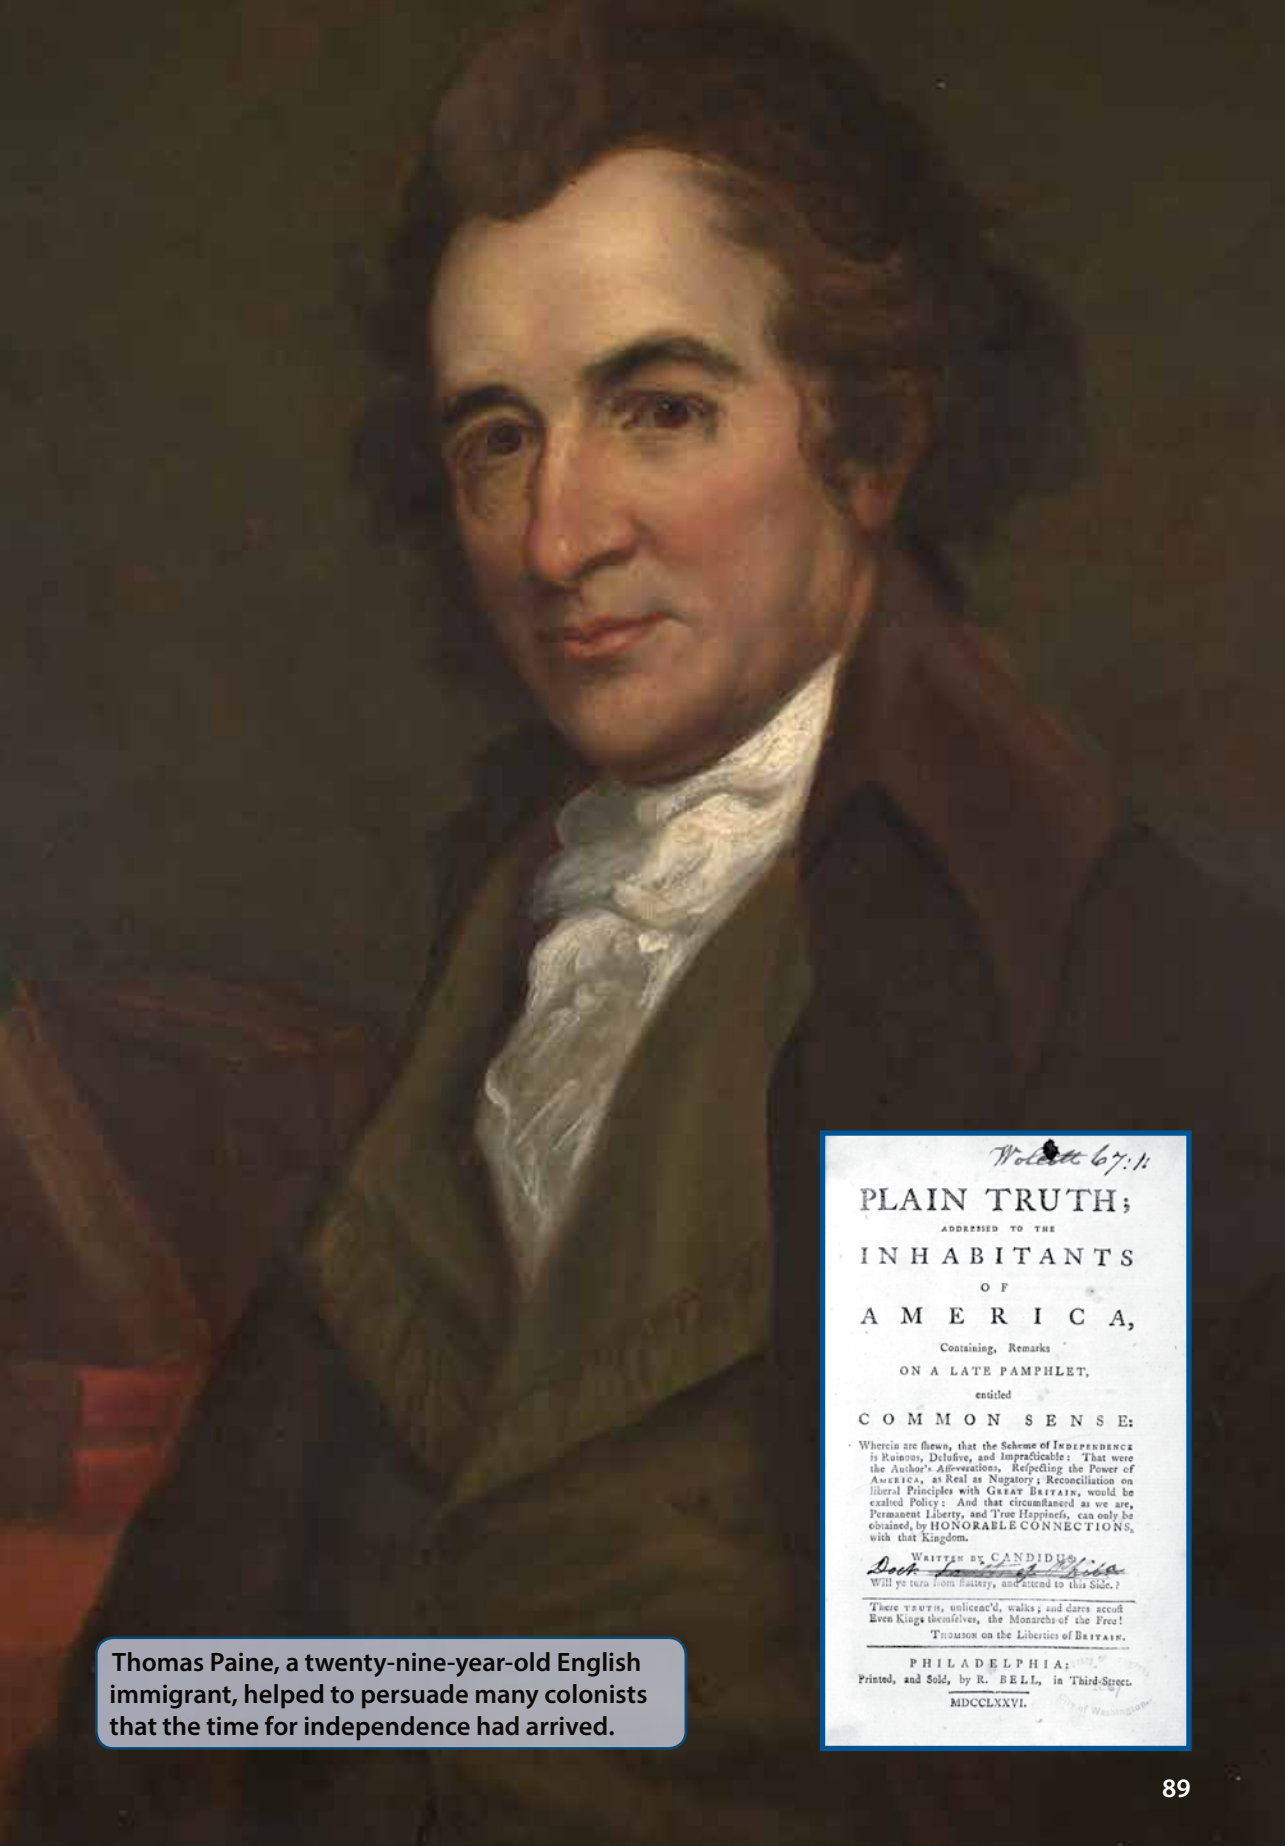 Wolcott 67:1:
PLAIN TRUTH;
ADDRESSED TO THE
INHABITANTS
OF
AMERICA,
Containing, Remarks
ON A LATE PAMPHLET,
entitled
COMMON SENSE:
Wherein are ſhewn, that the Scheme of INDEPENDENCE
is Ruinous, Deluſive, and Impracticable: That were
the Author's Aſſeverations, Reſpecting the Power of
AMERICA, as Real as Nugatory; Reconciliation on
liberal Principles with GREAT BRITAIN, would be
exalted Policy: And that circumſtanced as we are,
Permanent Liberty, and True Happineſs, can only be
obtained, by HONORABLE CONNECTIONS,
with that Kingdom.
WRITTEN BY CANDIDUS
Will ye turn from flattery, and attend to this Side.?
There TRUTH, unlicenc'd, walks; and dares accoſt
Even Kings themſelves, the Monarchs of the Free!
THOMSON on the Liberties of BRITAIN.
PHILADELPHIA:
Printed, and Sold, by R. BELL, in Third-Street.
MDCCLXXVI.
of Washington
Thomas Paine, a twenty-nine-year-old English
immigrant, helped to persuade many colonists
that the time for independence had arrived.
89